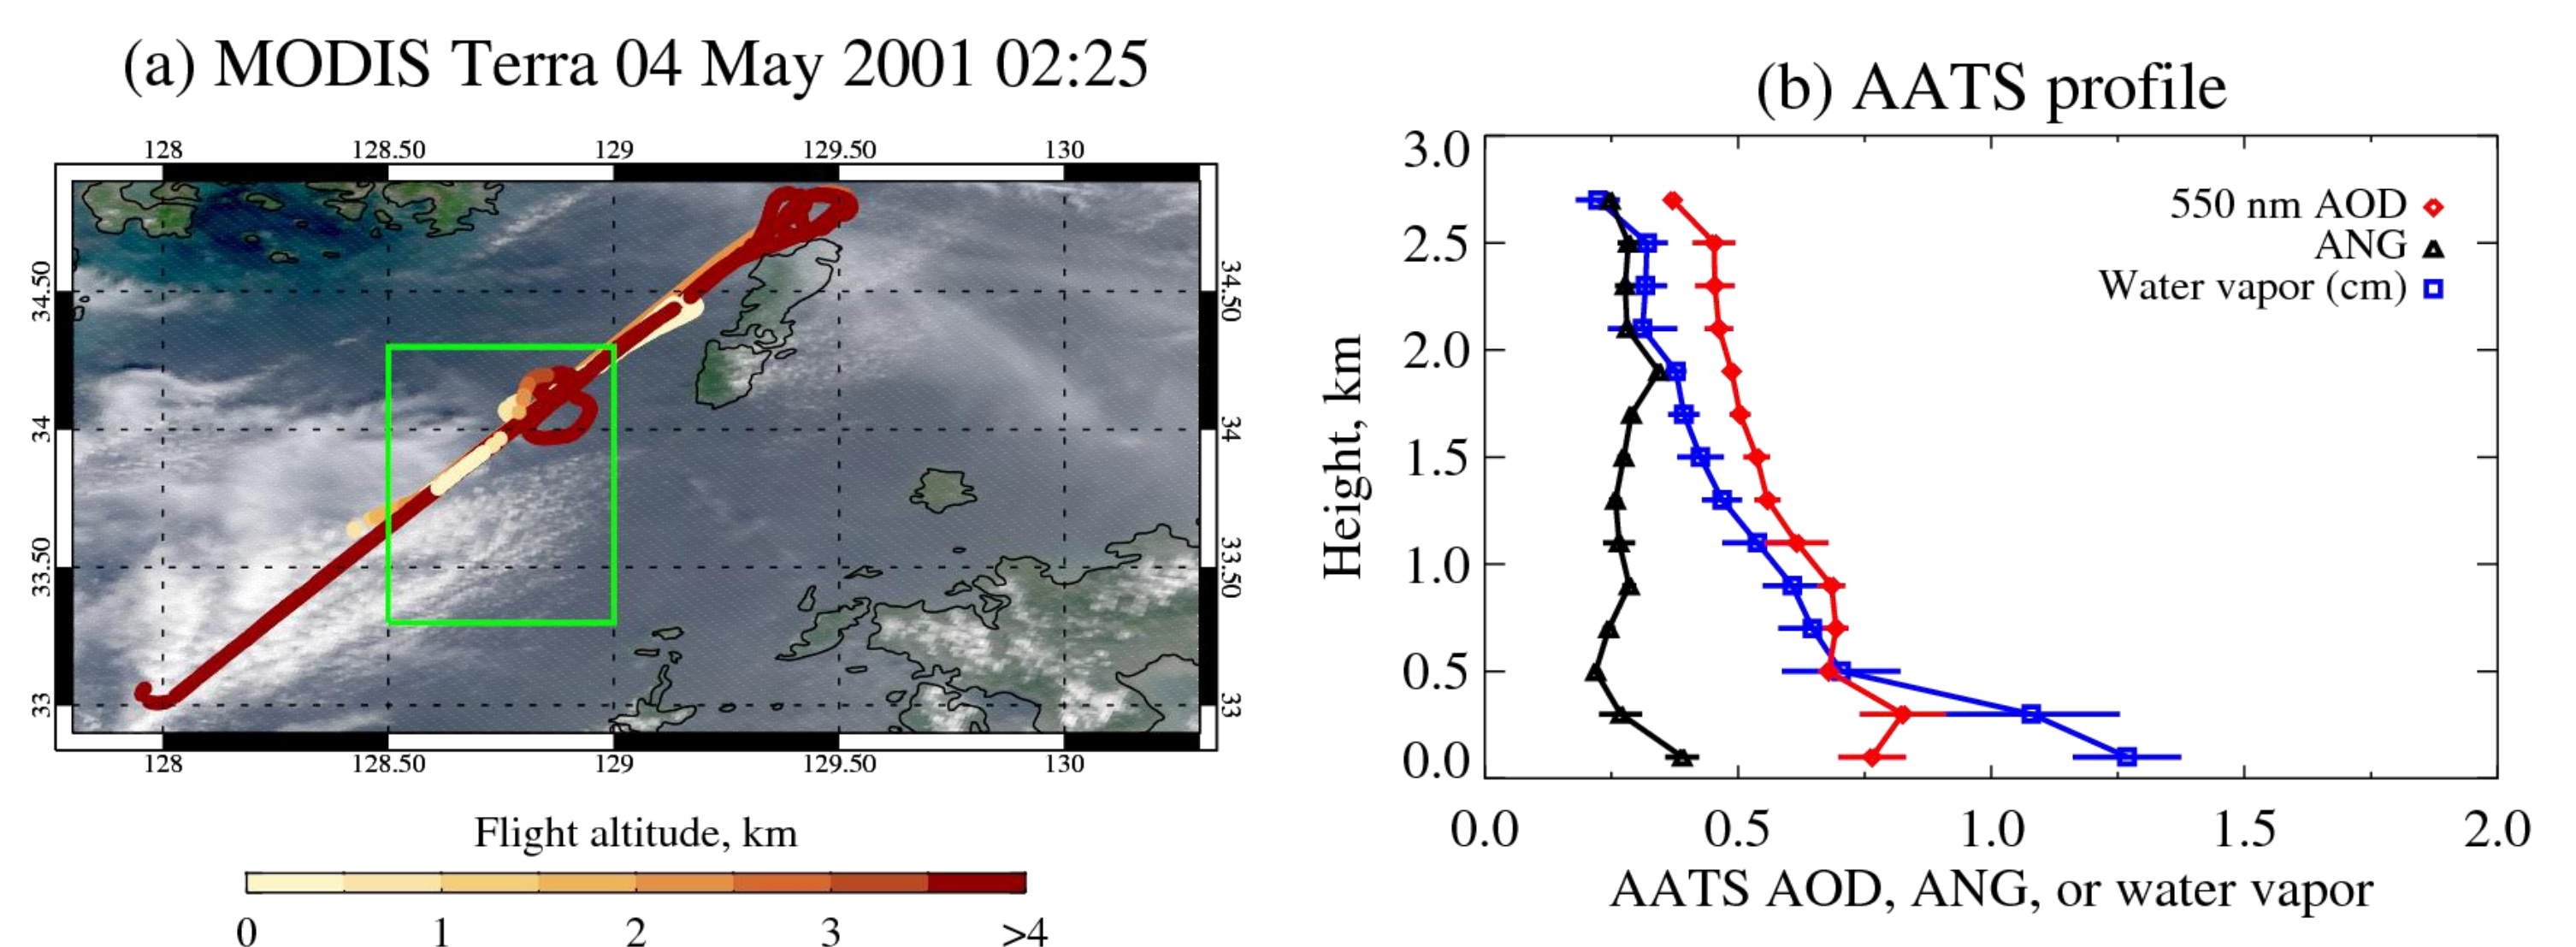 (a) MODIS Terra 04 May 2001 02:25
128 128.50 129 129.50 130
34.50 34 33.50 33
34.50 34 33.50 33
128 128.50 129 129.50 130
Flight altitude, km
0 1 2 3 >4
(b) AATS profile
550 nm AOD
ANG
Water vapor (cm)
Height, km
3.0
2.5
2.0
1.5
1.0
0.5
0.0
0.0 0.5 1.0 1.5 2.0
AATS AOD, ANG, or water vapor